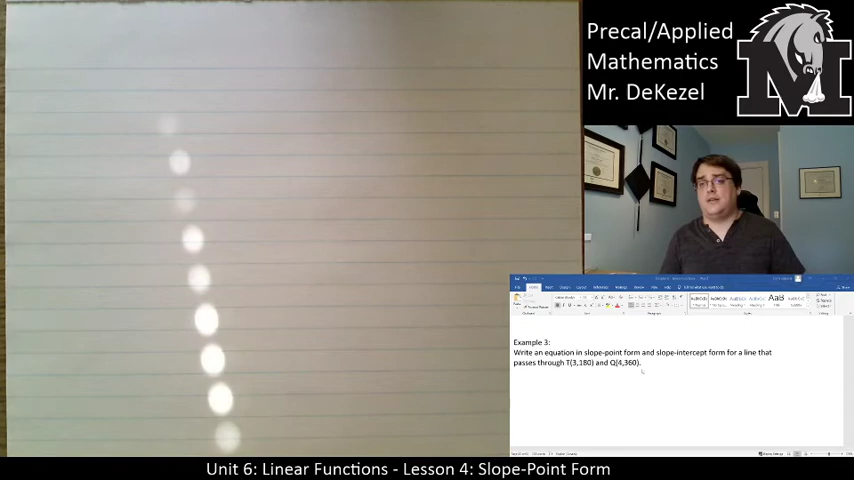 Precal/Applied
Mathematics
Mr. DeKezel
M
Example 3:
Write an equation in slope-point form and slope-intercept form for a line that
passes through T(3,180) and Q(4,360).
Unit 6: Linear Functions - Lesson 4: Slope-Point Form